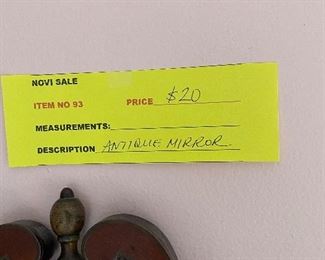 NOVI SALE
ITEM NO 93 PRICE $20
MEASUREMENTS:
DESCRIPTION ANTIQUE MIRROR